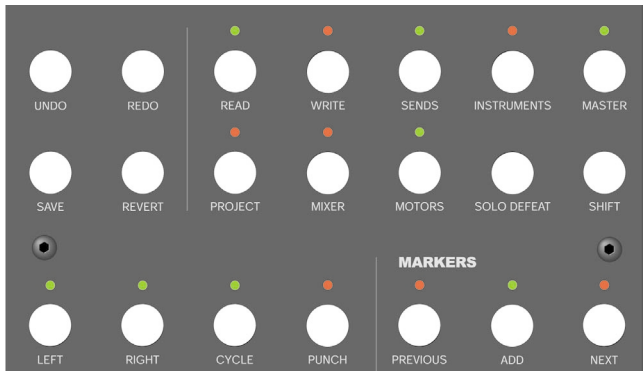 UNDO REDO READ WRITE SENDS INSTRUMENTS MASTER
SAVE REVERT PROJECT MIXER MOTORS SOLO DEFEAT SHIFT
MARKERS
LEFT RIGHT CYCLE PUNCH PREVIOUS ADD NEXT